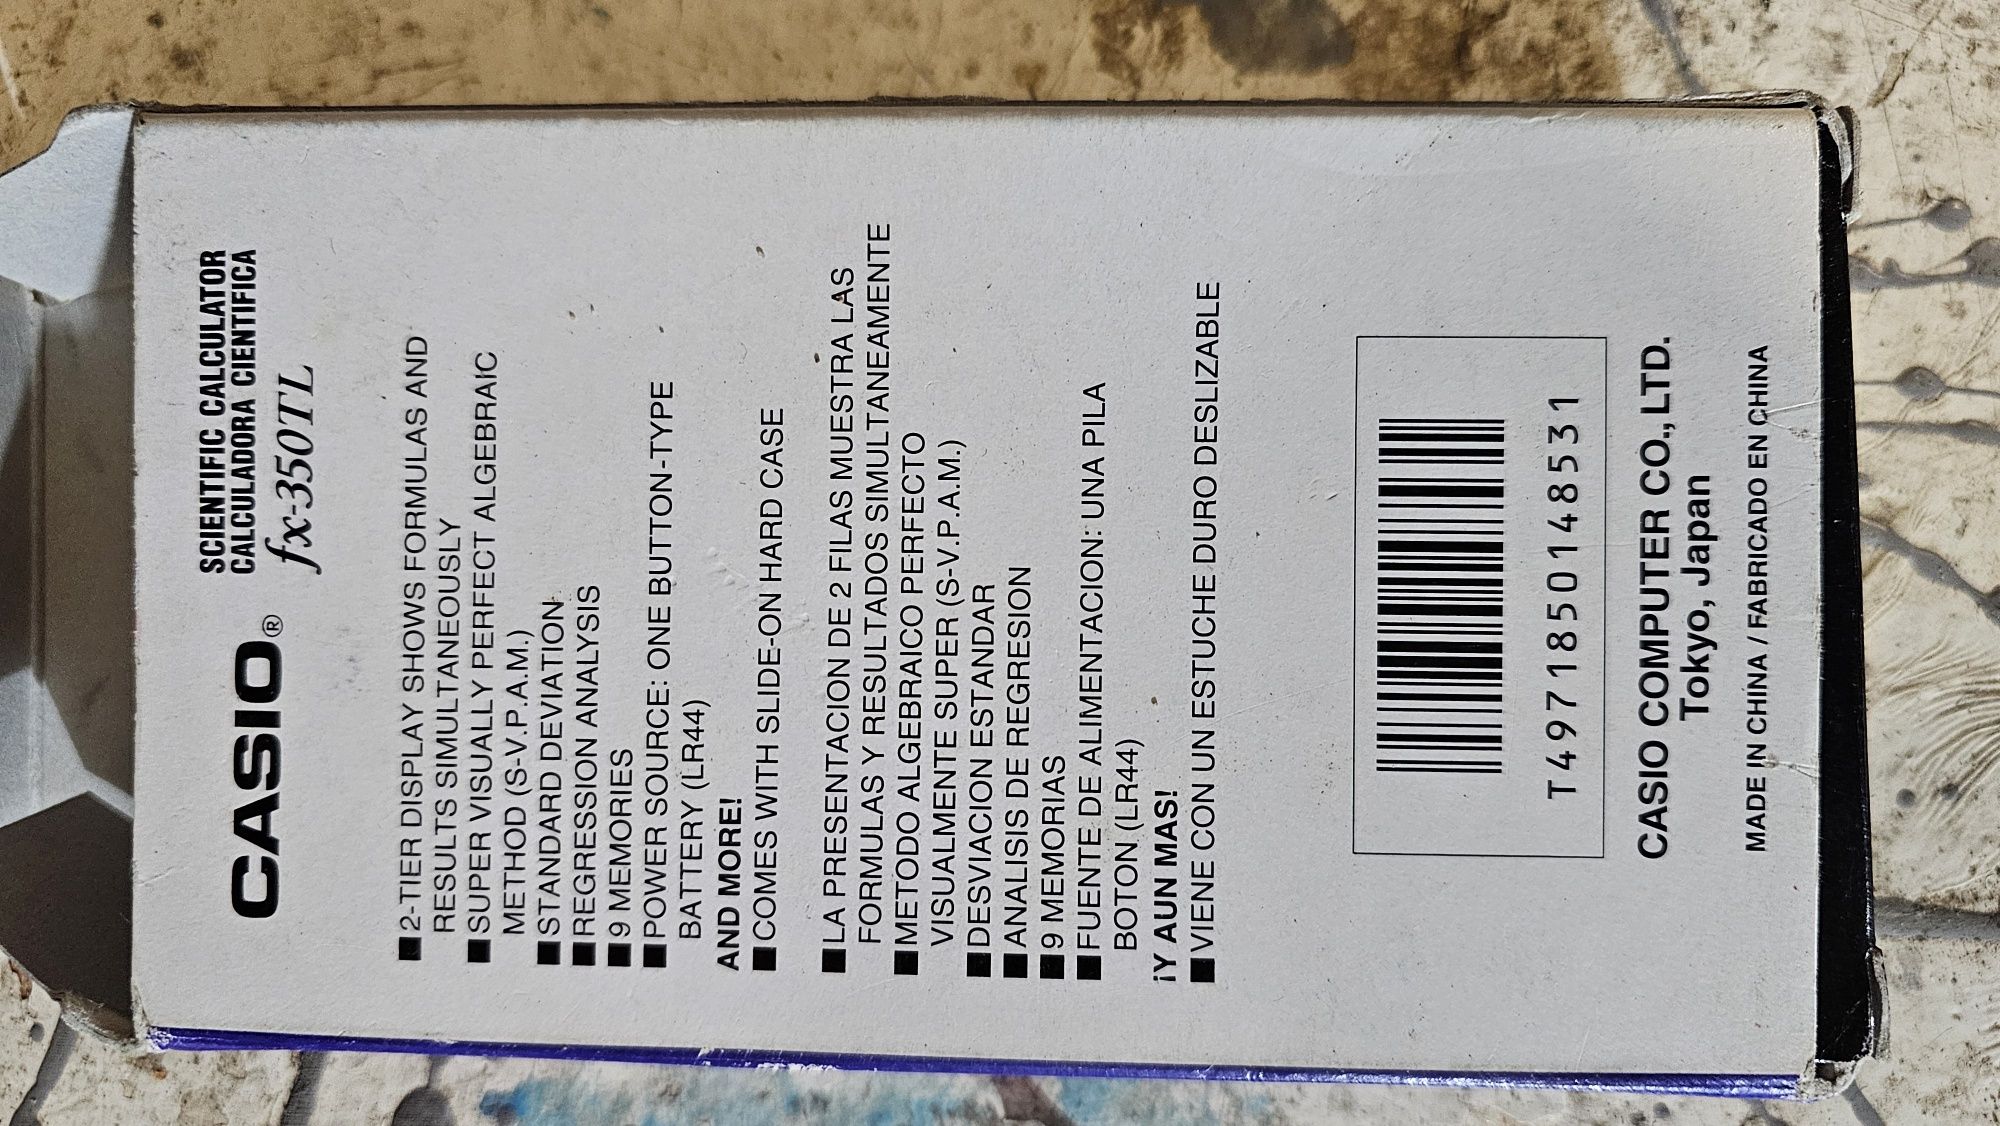 CASIO®
SCIENTIFIC CALCULATOR
CALCULADORA CIENTIFICA
fx-350TL
■2-TIER DISPLAY SHOWS FORMULAS AND
RESULTS SIMULTANEOUSLY
■SUPER VISUALLY PERFECT ALGEBRAIC
METHOD (S-V.P.A.M.)
■STANDARD DEVIATION
■REGRESSION ANALYSIS
■9 MEMORIES
■POWER SOURCE: ONE BUTTON-TYPE
BATTERY (LR44)
AND MORE!
■COMES WITH SLIDE-ON HARD CASE
■LA PRESENTACION DE 2 FILAS MUESTRA LAS
FORMULAS Y RESULTADOS SIMULTANEAMENTE
■METODO ALGEBRAICO PERFECTO
VISUALMENTE SUPER (S-V.P.A.M.)
■DESVIACION ESTANDAR
■ANALISIS DE REGRESION
■9 MEMORIAS
■FUENTE DE ALIMENTACION: UNA PILA
BOTON (LR44)
¡Y AUN MAS!
■VIENE CON UN ESTUCHE DURO DESLIZABLE
T4971850148531
CASIO COMPUTER CO., LTD.
Tokyo, Japan
MADE IN CHINA / FABRICADO EN CHINA